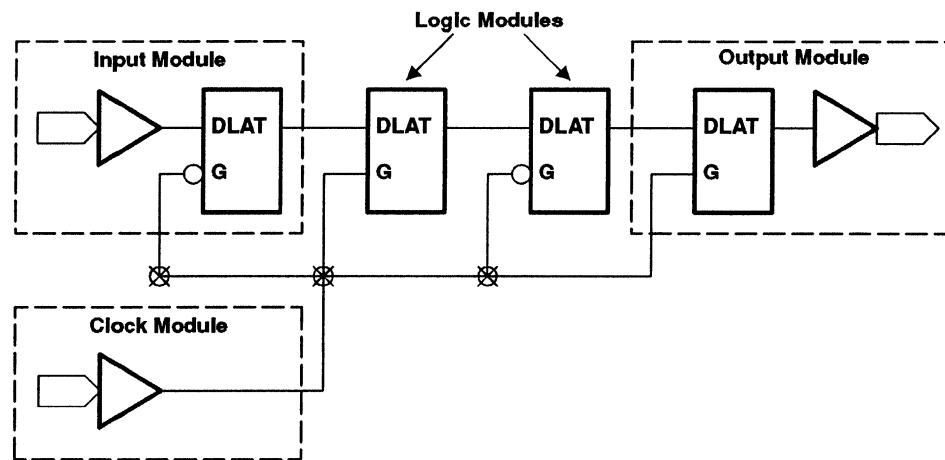 Logic Modules
Input Module
Output Module
DLAT
G
DLAT
G
DLAT
G
DLAT
G
Clock Module